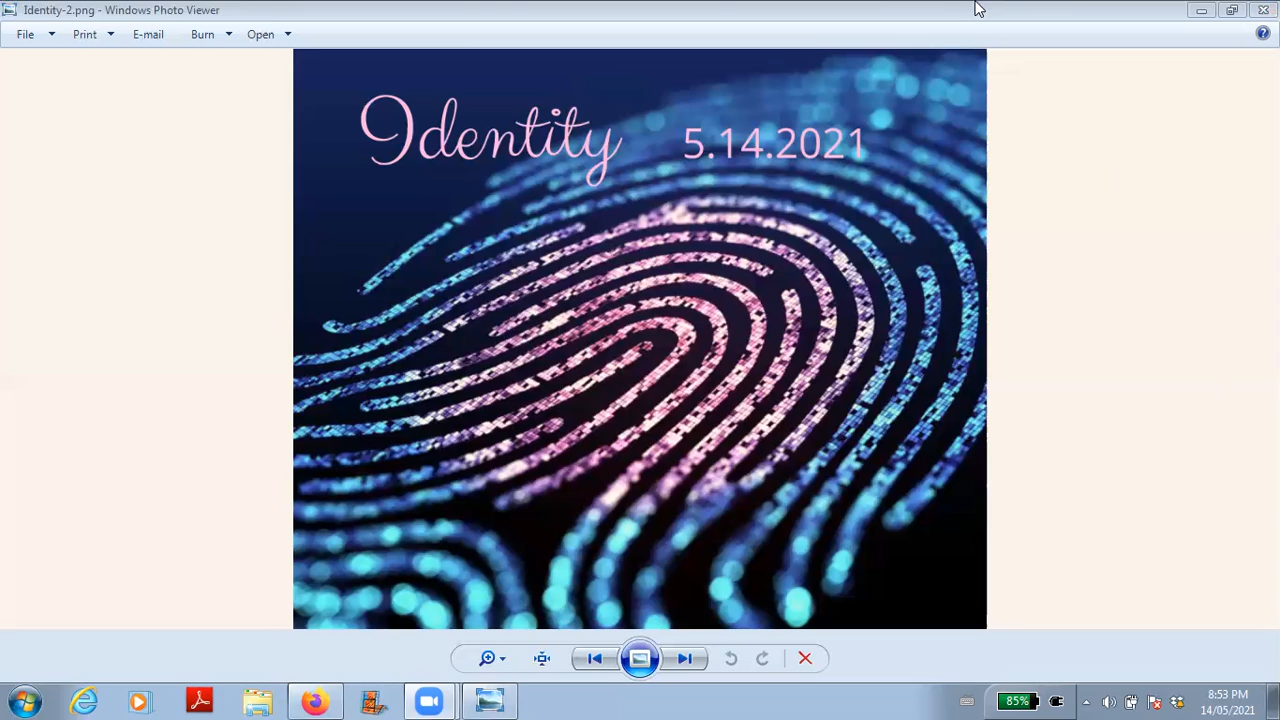 Identity-2.png - Windows Photo Viewer
File Print E-mail Burn Open
Identity 5.14.2021
85%
8:53 PM
14/05/2021